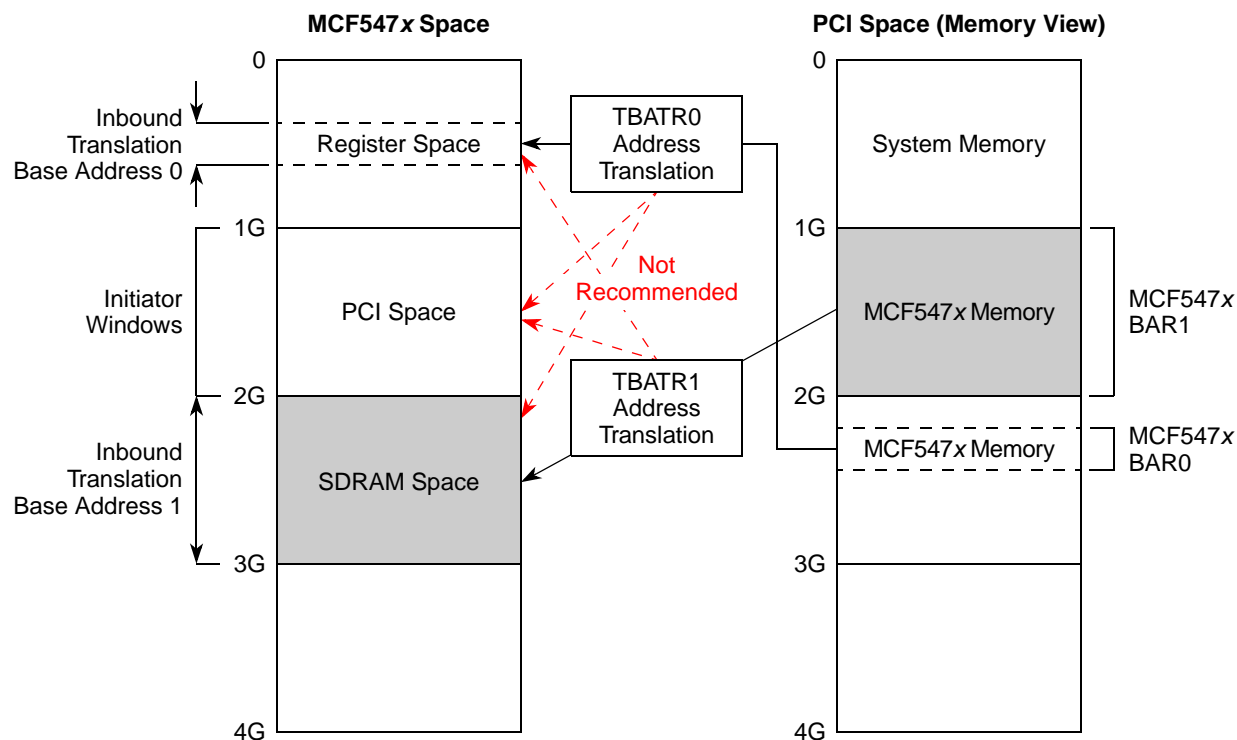 MCF547x Space
PCI Space (Memory View)
0
Inbound
Translation
Base Address 0
Register Space
TBATR0
Address
Translation
0
System Memory
1G
Initiator
Windows
PCI Space
Not
Recommended
1G
MCF547x Memory
MCF547x
BAR1
2G
Inbound
Translation
Base Address 1
SDRAM Space
TBATR1
Address
Translation
2G
MCF547x Memory
MCF547x
BAR0
3G
3G
4G
4G